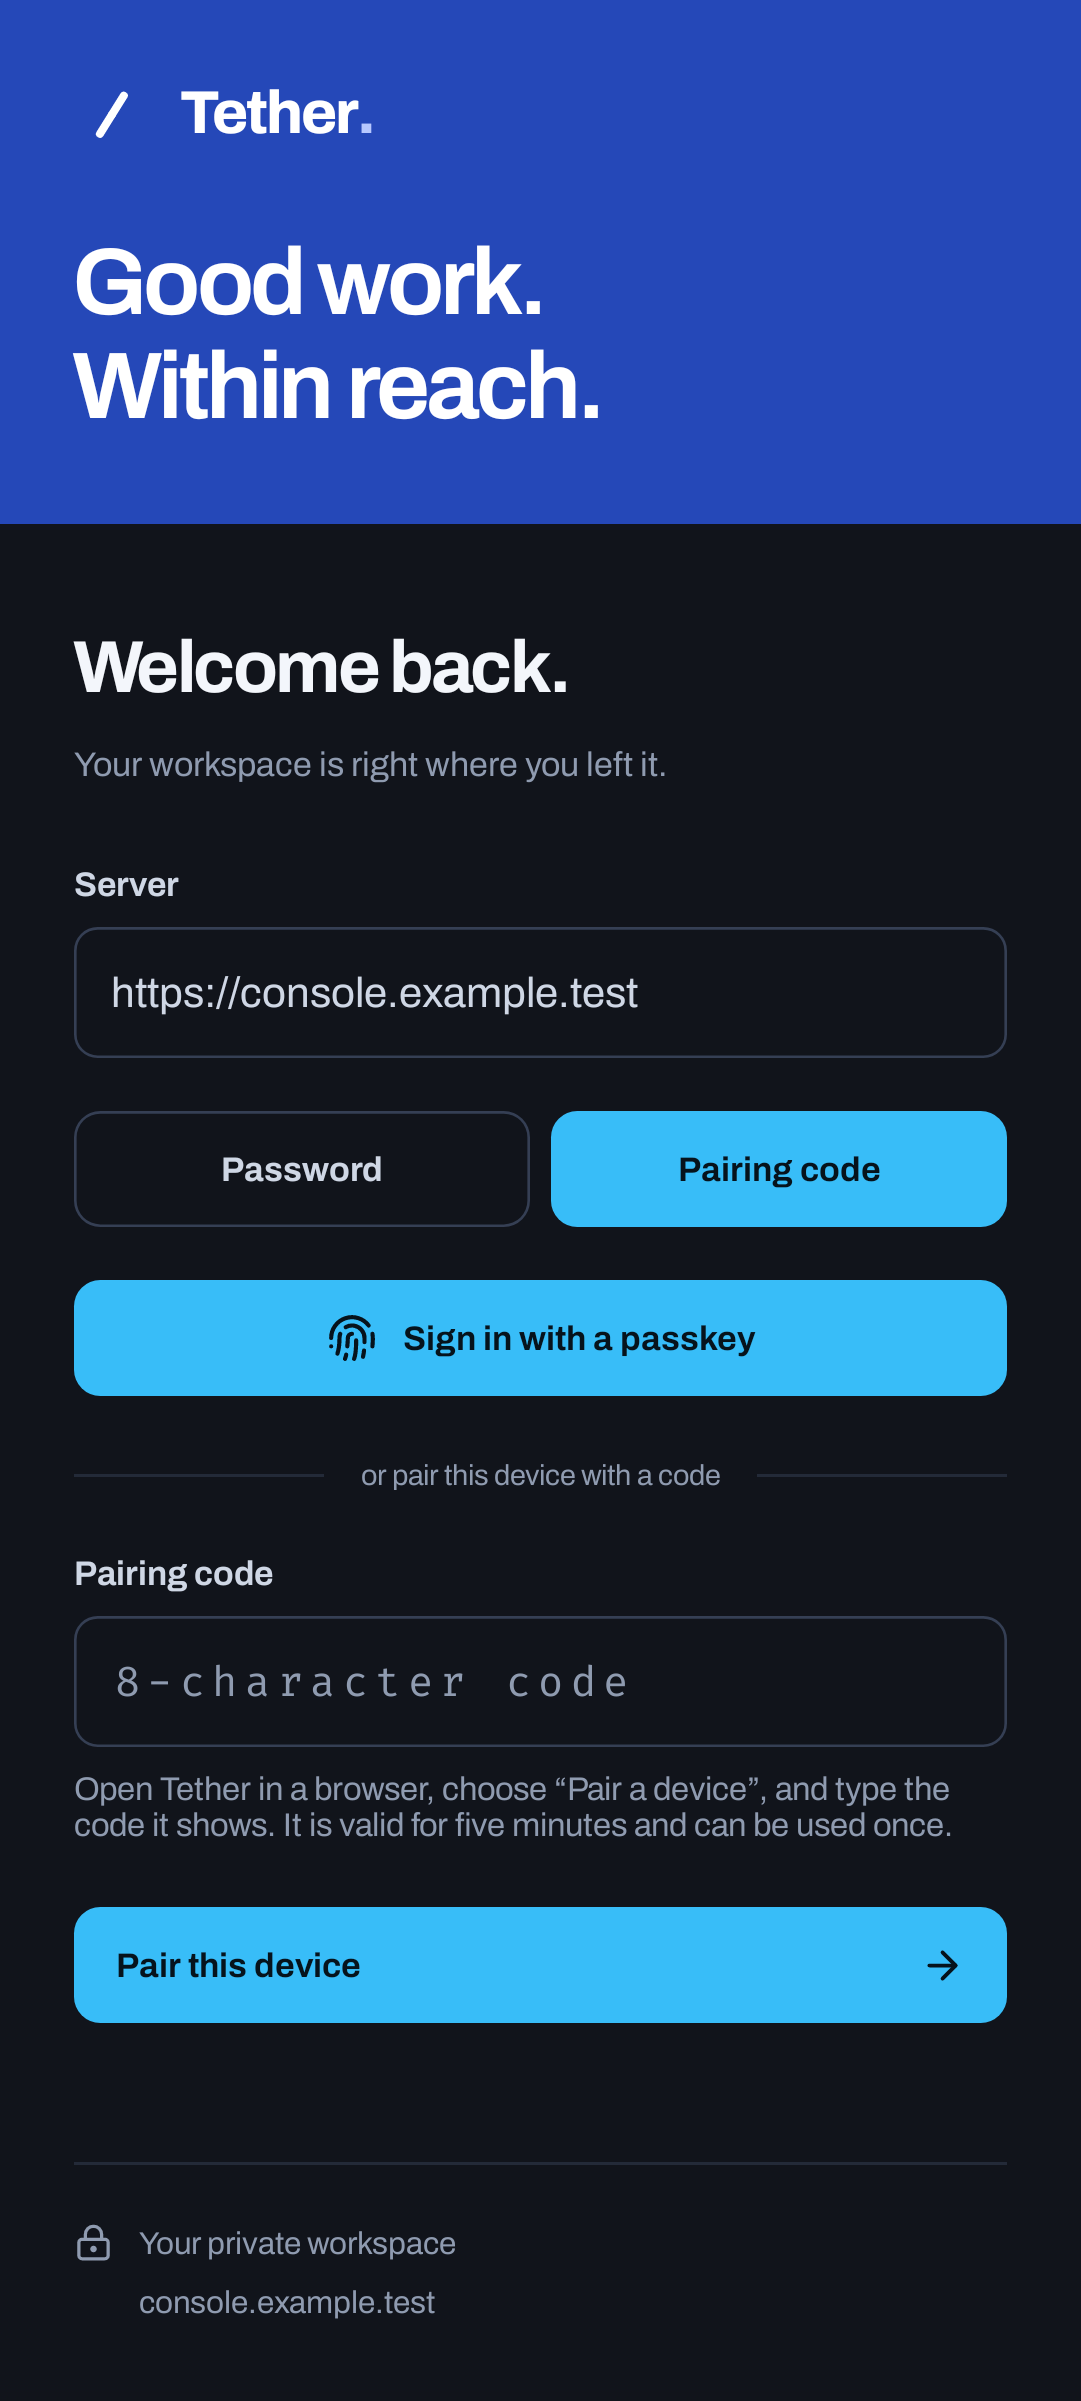 Tether.
Good work.
Within reach.
Welcome back.
Your workspace is right where you left it.
Server
https://console.example.test
Password
Pairing code
Sign in with a passkey
or pair this device with a code
Pairing code
8-character code
Open Tether in a browser, choose “Pair a device”, and type the
code it shows. It is valid for five minutes and can be used once.
Pair this device
Your private workspace
console.example.test